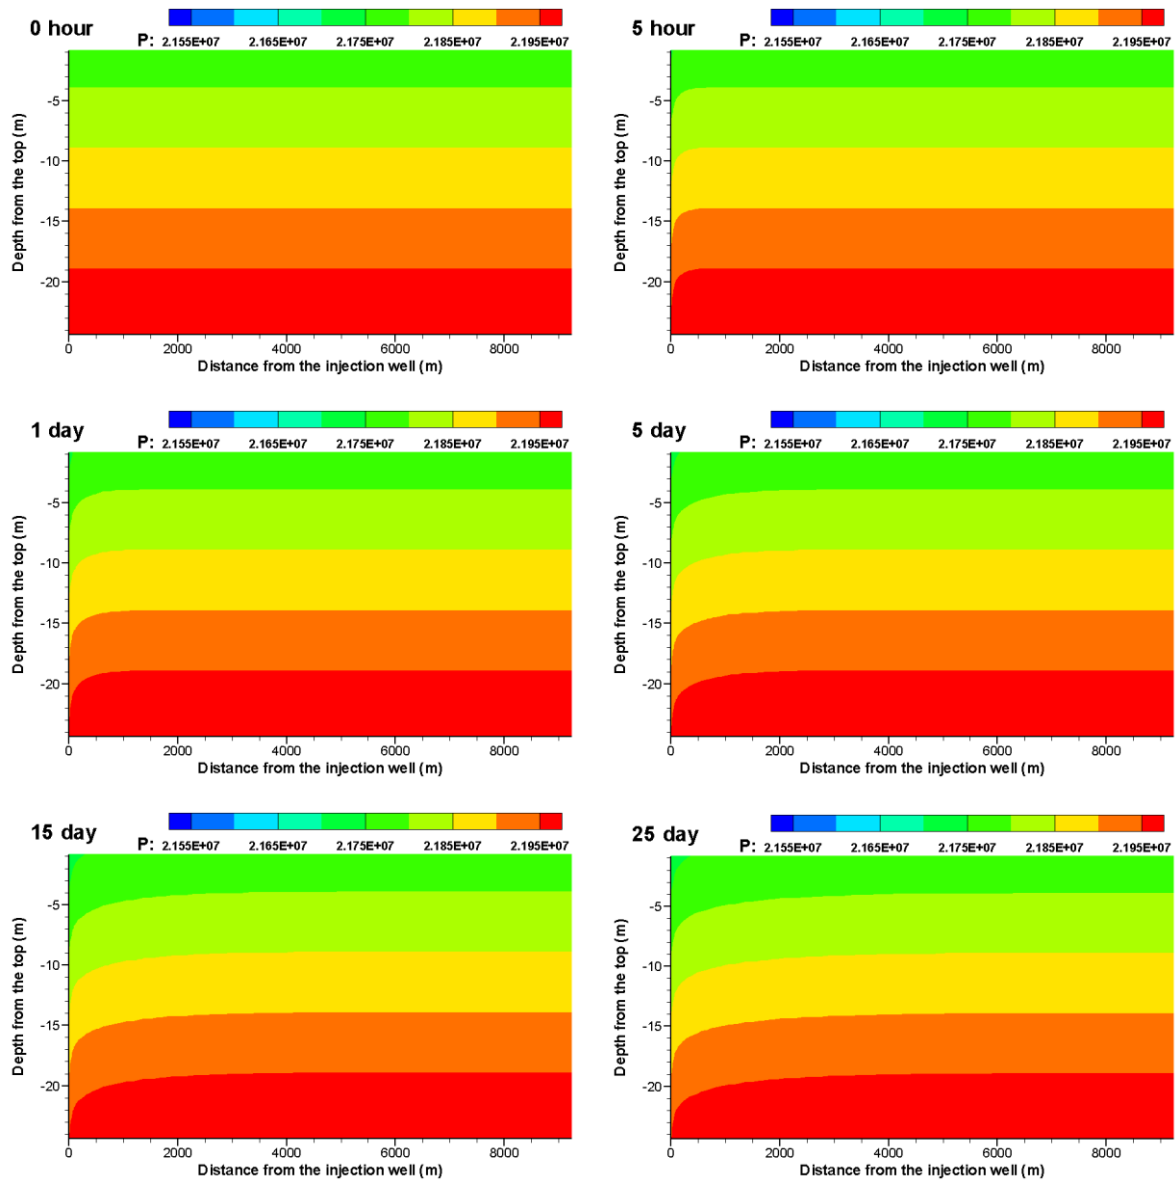 0 hour
P: 2.155E+07 2.165E+07 2.175E+07 2.185E+07 2.195E+07
Depth from the top (m)
-5
-10
-15
-20
0 2000 4000 6000 8000
Distance from the injection well (m)
5 hour
P: 2.155E+07 2.165E+07 2.175E+07 2.185E+07 2.195E+07
Depth from the top (m)
-5
-10
-15
-20
0 2000 4000 6000 8000
Distance from the injection well (m)
1 day
P: 2.155E+07 2.165E+07 2.175E+07 2.185E+07 2.195E+07
Depth from the top (m)
-5
-10
-15
-20
0 2000 4000 6000 8000
Distance from the injection well (m)
5 day
P: 2.155E+07 2.165E+07 2.175E+07 2.185E+07 2.195E+07
Depth from the top (m)
-5
-10
-15
-20
0 2000 4000 6000 8000
Distance from the injection well (m)
15 day
P: 2.155E+07 2.165E+07 2.175E+07 2.185E+07 2.195E+07
Depth from the top (m)
-5
-10
-15
-20
0 2000 4000 6000 8000
Distance from the injection well (m)
25 day
P: 2.155E+07 2.165E+07 2.175E+07 2.185E+07 2.195E+07
Depth from the top (m)
-5
-10
-15
-20
0 2000 4000 6000 8000
Distance from the injection well (m)